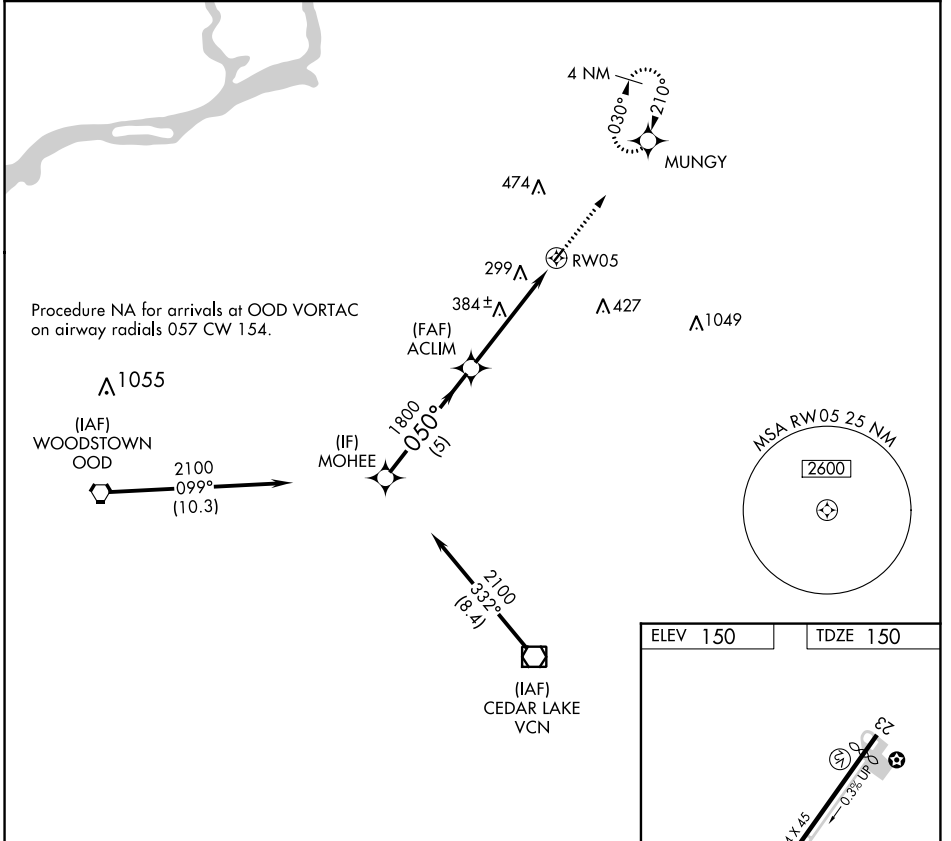 4 NM
030°
210°
MUNGY
474
RW05
299
384±
427
1049
Procedure NA for arrivals at OOD VORTAC
on airway radials 057 CW 154.
(FAF)
ACLIM
1055
(IAF)
WOODSTOWN
OOD
2100
099°
(10.3)
(IF)
MOHEE
1800
050°
(5)
MSA RW05 25 NM
2600
2100
332°
(8.4)
(IAF)
CEDAR LAKE
VCN
ELEV 150
TDZE 150
23
0.3% UP
X 45